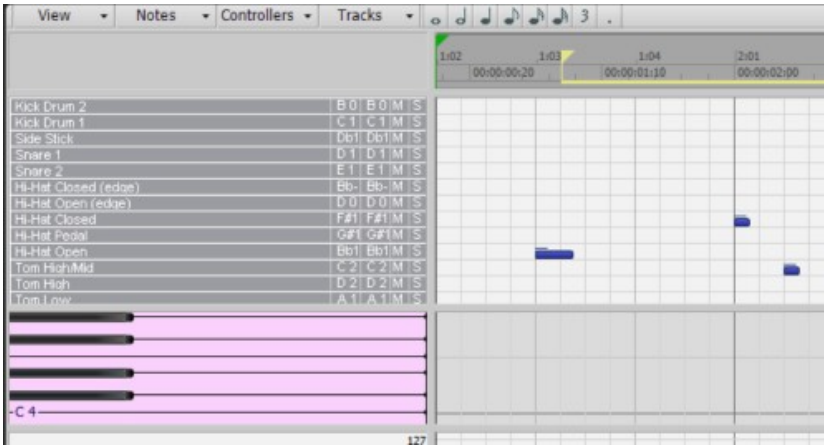 View Notes Controllers Tracks 3 .
1:02 1:03 1:04 2:01
00:00:00:20 00:00:01:10 00:00:02:00
Kick Drum 2 B 0 B 0 M S
Kick Drum 1 C 1 C 1 M S
Side Stick Db1 Db1 M S
Snare 1 D 1 D 1 M S
Snare 2 E 1 E 1 M S
Hi-Hat Closed (edge) Bb- Bb- M S
Hi-Hat Open (edge) D 0 D 0 M S
Hi-Hat Closed F#1 F#1 M S
Hi-Hat Pedal G#1 G#1 M S
Hi-Hat Open Bb1 Bb1 M S
Tom High/Mid C 2 C 2 M S
Tom High D 2 D 2 M S
Tom Low A 1 A 1 M S
C 4
127